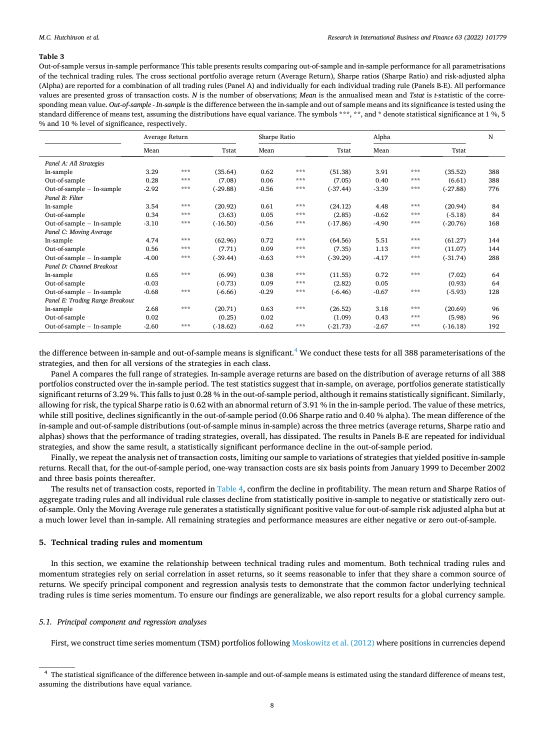 M.C. Hutchinson et al.
Research in International Business and Finance 63 (2022) 101779
Table 3
Out-of-sample versus in-sample performance This table presents results comparing out-of-sample and in-sample performance for all parametrisations
of the technical trading rules. The cross sectional portfolio average return (Average Return), Sharpe ratios (Sharpe Ratio) and risk-adjusted alpha
(Alpha) are reported for a combination of all trading rules (Panel A) and individually for each individual trading rule (Panels B-E). All performance
values are presented gross of transaction costs. N is the number of observations; Mean is the annualised mean and Tstat is t-statistic of the corre-
sponding mean value. Out-of-sample - In-sample is the difference between the in-sample and out of sample means and its significance is tested using the
standard difference of means test, assuming the distributions have equal variance. The symbols ***, **, and * denote statistical significance at 1 %, 5
% and 10 % level of significance, respectively.
Average Return Sharpe Ratio Alpha N
Mean Tstat Mean Tstat Mean Tstat
Panel A: All Strategies
In-sample 3.29 *** (35.64) 0.62 *** (51.38) 3.91 *** (35.52) 388
Out-of-sample 0.28 *** (7.08) 0.06 *** (7.05) 0.40 *** (6.61) 388
Out-of-sample – In-sample -2.92 *** (-29.88) -0.56 *** (-37.44) -3.39 *** (-27.88) 776
Panel B: Filter
In-sample 3.54 *** (20.92) 0.61 *** (24.12) 4.48 *** (20.94) 84
Out-of-sample 0.34 *** (3.63) 0.05 *** (2.85) -0.62 *** (-5.18) 84
Out-of-sample – In-sample -3.10 *** (-16.50) -0.56 *** (-17.86) -4.90 *** (-20.76) 168
Panel C: Moving Average
In-sample 4.74 *** (62.96) 0.72 *** (64.56) 5.51 *** (61.27) 144
Out-of-sample 0.56 *** (7.71) 0.09 *** (7.35) 1.13 *** (11.07) 144
Out-of-sample – In-sample -4.00 *** (-39.44) -0.63 *** (-39.29) -4.17 *** (-31.74) 288
Panel D: Channel Breakout
In-sample 0.65 *** (6.99) 0.38 *** (11.55) 0.72 *** (7.02) 64
Out-of-sample -0.03 (-0.73) 0.09 *** (2.82) 0.05 (0.93) 64
Out-of-sample – In-sample -0.68 *** (-6.66) -0.29 *** (-6.46) -0.67 *** (-5.93) 128
Panel E: Trading Range Breakout
In-sample 2.68 *** (20.71) 0.63 *** (26.52) 3.18 *** (20.69) 96
Out-of-sample 0.02 (0.25) 0.02 (1.09) 0.43 *** (5.98) 96
Out-of-sample – In-sample -2.60 *** (-18.62) -0.62 *** (-21.73) -2.67 *** (-16.18) 192
the difference between in-sample and out-of-sample means is significant.4 We conduct these tests for all 388 parameterisations of the
strategies, and then for all versions of the strategies in each class.
Panel A compares the full range of strategies. In-sample average returns are based on the distribution of average returns of all 388
portfolios constructed over the in-sample period. The test statistics suggest that in-sample, on average, portfolios generate statistically
significant returns of 3.29 %. This falls to just 0.28 % in the out-of-sample period, although it remains statistically significant. Similarly,
allowing for risk, the typical Sharpe ratio is 0.62 with an abnormal return of 3.91 % in the in-sample period. The value of these metrics,
while still positive, declines significantly in the out-of-sample period (0.06 Sharpe ratio and 0.40 % alpha). The mean difference of the
in-sample and out-of-sample distributions (out-of-sample minus in-sample) across the three metrics (average returns, Sharpe ratio and
alphas) shows that the performance of trading strategies, overall, has dissipated. The results in Panels B-E are repeated for individual
strategies, and show the same result, a statistically significant performance decline in the out-of-sample period.
Finally, we repeat the analysis net of transaction costs, limiting our sample to variations of strategies that yielded positive in-sample
returns. Recall that, for the out-of-sample period, one-way transaction costs are six basis points from January 1999 to December 2002
and three basis points thereafter.
The results net of transaction costs, reported in Table 4, confirm the decline in profitability. The mean return and Sharpe Ratios of
aggregate trading rules and all individual rule classes decline from statistically positive in-sample to negative or statistically zero out-
of-sample. Only the Moving Average rule generates a statistically significant positive value for out-of-sample risk adjusted alpha but at
a much lower level than in-sample. All remaining strategies and performance measures are either negative or zero out-of-sample.
5. Technical trading rules and momentum
In this section, we examine the relationship between technical trading rules and momentum. Both technical trading rules and
momentum strategies rely on serial correlation in asset returns, so it seems reasonable to infer that they share a common source of
returns. We specify principal component and regression analysis tests to demonstrate that the common factor underlying technical
trading rules is time series momentum. To ensure our findings are generalizable, we also report results for a global currency sample.
5.1. Principal component and regression analyses
First, we construct time series momentum (TSM) portfolios following Moskowitz et al. (2012) where positions in currencies depend
4 The statistical significance of the difference between in-sample and out-of-sample means is estimated using the standard difference of means test,
assuming the distributions have equal variance.
8